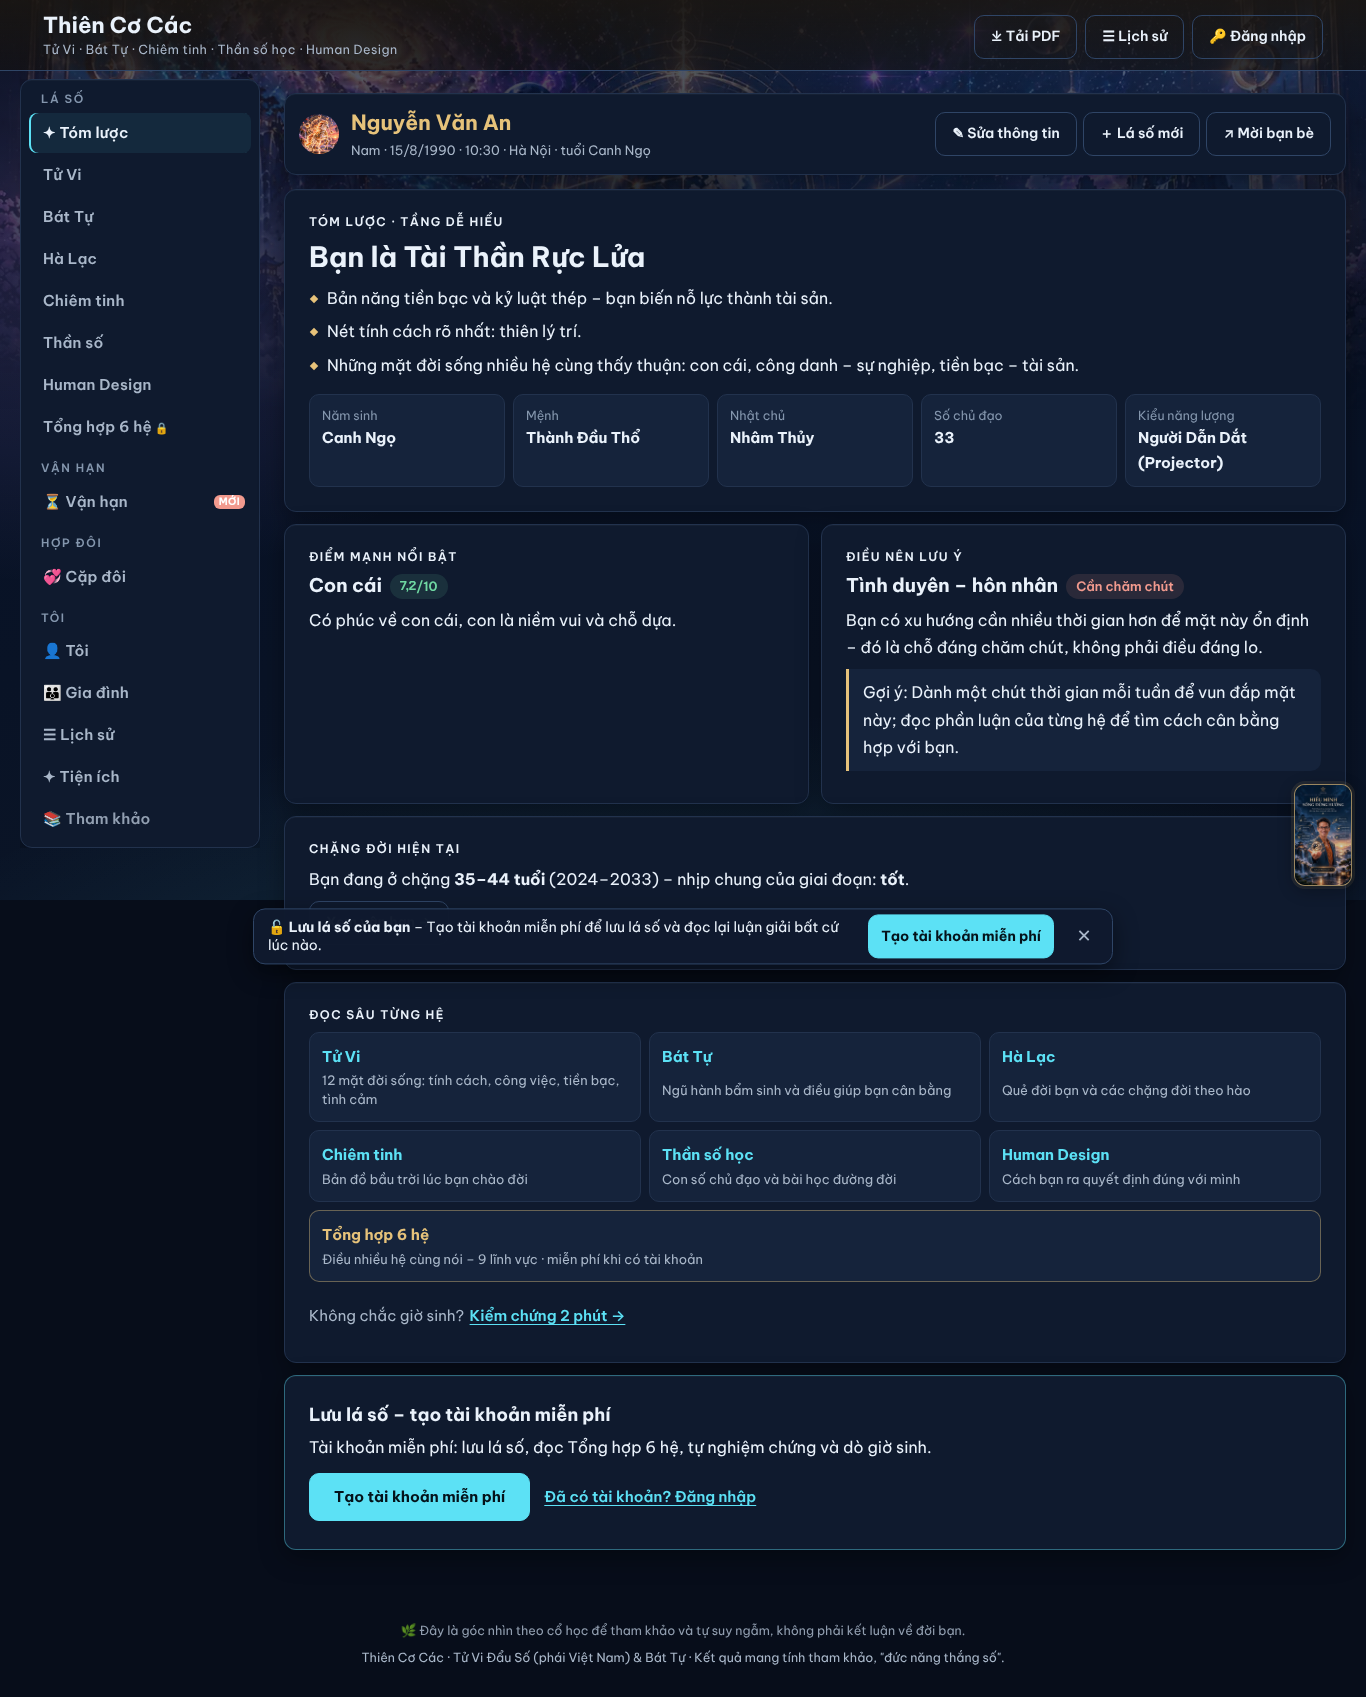 Thiên Cơ Các
Tử Vi · Bát Tự · Chiêm tinh · Thần số học · Human Design
Tải PDF
☰ Lịch sử
Đăng nhập
LÁ SỐ
✦ Tóm lược
Tử Vi
Bát Tự
Hà Lạc
Chiêm tinh
Thần số
Human Design
Tổng hợp 6 hệ
VẬN HẠN
Vận hạn
MỚI
HỢP ĐÔI
Cặp đôi
TÔI
Tôi
Gia đình
☰ Lịch sử
✦ Tiện ích
Tham khảo
Nguyễn Văn An
Nam · 15/8/1990 · 10:30 · Hà Nội · tuổi Canh Ngọ
✎ Sửa thông tin
+ Lá số mới
↗ Mời bạn bè
TÓM LƯỢC · TẦNG DỄ HIỂU
Bạn là Tài Thần Rực Lửa
◆ Bản năng tiền bạc và kỷ luật thép – bạn biến nỗ lực thành tài sản.
◆ Nét tính cách rõ nhất: thiên lý trí.
◆ Những mặt đời sống nhiều hệ cùng thấy thuận: con cái, công danh – sự nghiệp, tiền bạc – tài sản.
Năm sinh
Canh Ngọ
Mệnh
Thành Đầu Thổ
Nhật chủ
Nhâm Thủy
Số chủ đạo
33
Kiểu năng lượng
Người Dẫn Dắt
(Projector)
ĐIỂM MẠNH NỔI BẬT
Con cái 7,2/10
Có phúc về con cái, con là niềm vui và chỗ dựa.
ĐIỀU NÊN LƯU Ý
Tình duyên – hôn nhân Cần chăm chút
Bạn có xu hướng cần nhiều thời gian hơn để mặt này ổn định
– đó là chỗ đáng chăm chút, không phải điều đáng lo.
Gợi ý: Dành một chút thời gian mỗi tuần để vun đắp mặt
này; đọc phần luận của từng hệ để tìm cách cân bằng
hợp với bạn.
HIỂU MÌNH
CHẶNG ĐỜI HIỆN TẠI
Bạn đang ở chặng 35–44 tuổi (2024–2033) – nhịp chung của giai đoạn: tốt.
Lưu lá số của bạn – Tạo tài khoản miễn phí để lưu lá số và đọc lại luận giải bất cứ
lúc nào.
Tạo tài khoản miễn phí
✕
ĐỌC SÂU TỪNG HỆ
Tử Vi
12 mặt đời sống: tính cách, công việc, tiền bạc,
tình cảm
Bát Tự
Ngũ hành bẩm sinh và điều giúp bạn cân bằng
Hà Lạc
Quẻ đời bạn và các chặng đời theo hào
Chiêm tinh
Bản đồ bầu trời lúc bạn chào đời
Thần số học
Con số chủ đạo và bài học đường đời
Human Design
Cách bạn ra quyết định đúng với mình
Tổng hợp 6 hệ
Điều nhiều hệ cùng nói – 9 lĩnh vực · miễn phí khi có tài khoản
Không chắc giờ sinh? Kiểm chứng 2 phút →
Lưu lá số – tạo tài khoản miễn phí
Tài khoản miễn phí: lưu lá số, đọc Tổng hợp 6 hệ, tự nghiệm chứng và dò giờ sinh.
Tạo tài khoản miễn phí
Đã có tài khoản? Đăng nhập
Đây là góc nhìn theo cổ học để tham khảo và tự suy ngẫm, không phải kết luận về đời bạn.
Thiên Cơ Các · Tử Vi Đẩu Số (phái Việt Nam) & Bát Tự · Kết quả mang tính tham khảo, "đức năng thắng số".